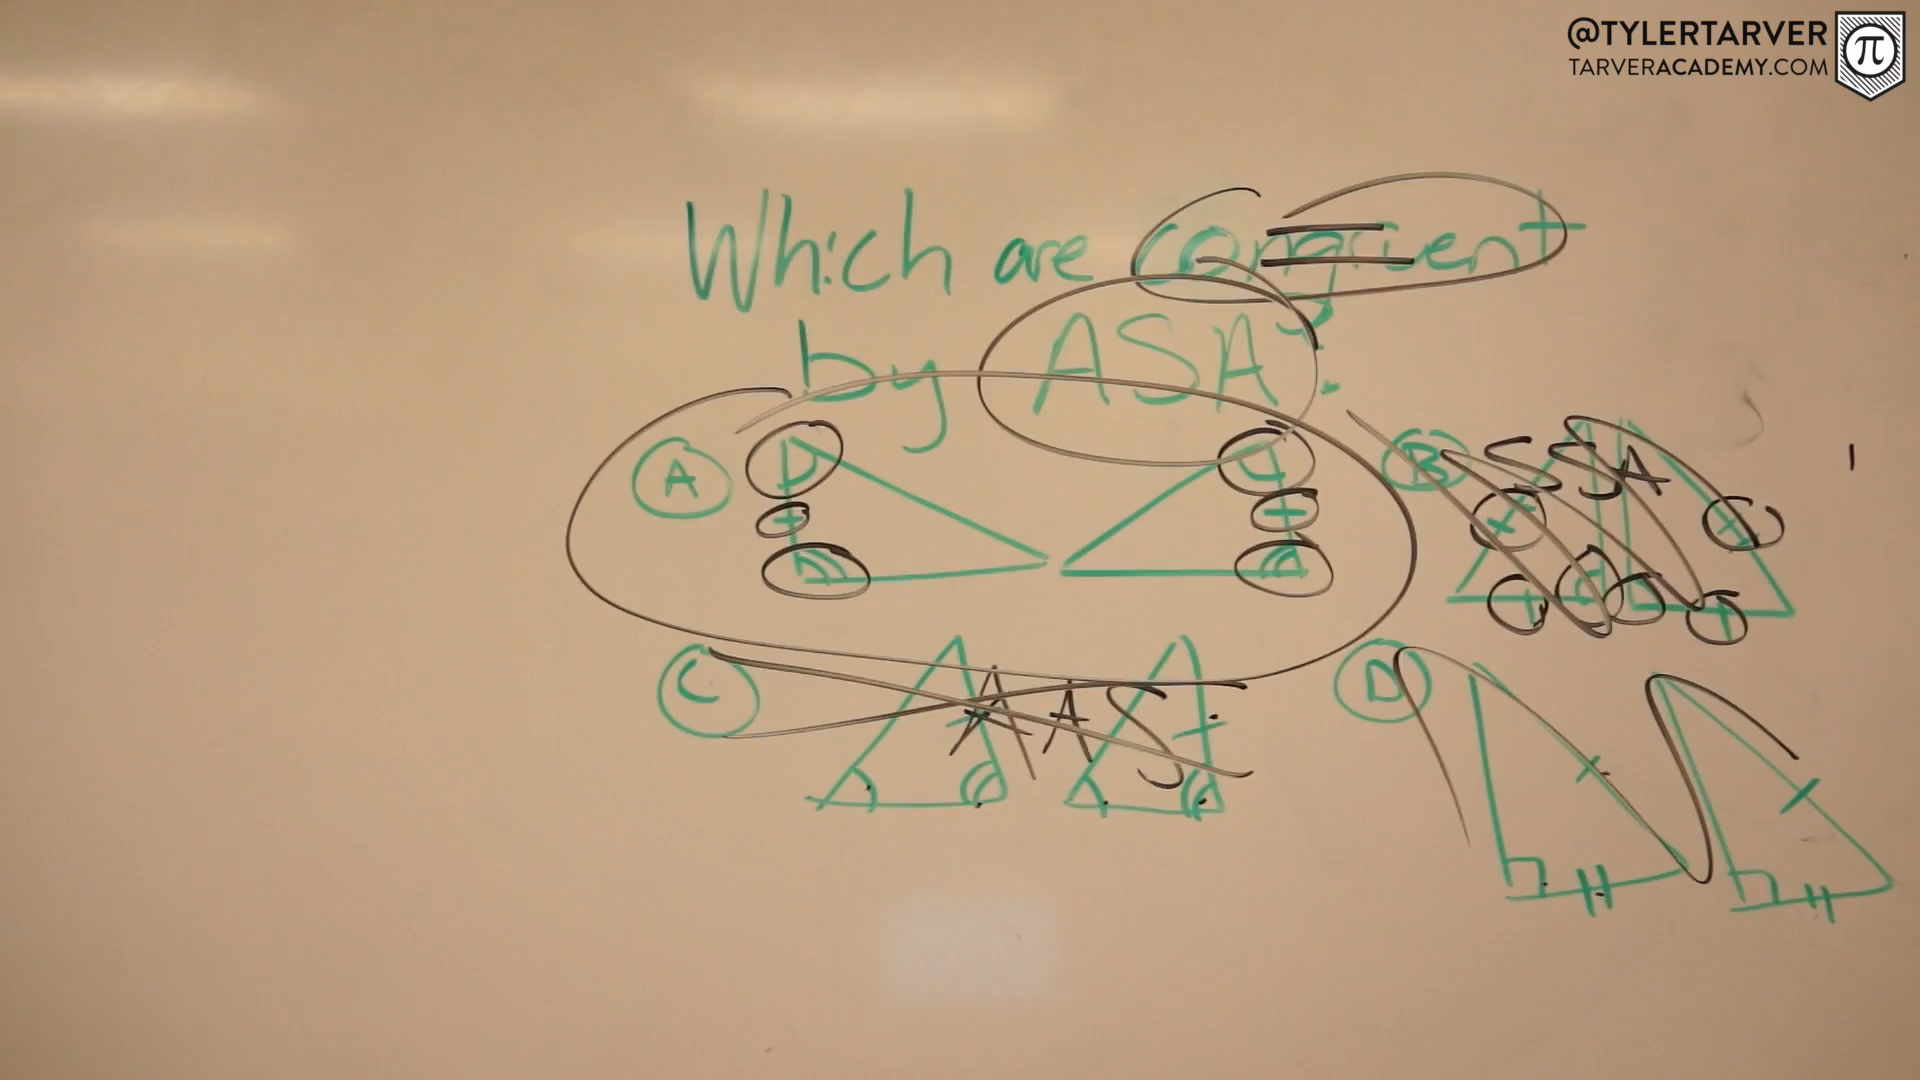 @TYLERTARVER
TARVERACADEMY.COM
π
Which are congruent
by ASA?
A
B
SSA
C
AAS
D